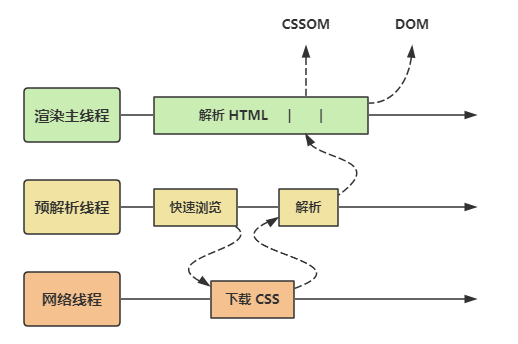 CSSOM
DOM
渲染主线程
解析 HTML | |
预解析线程
快速浏览
解析
网络线程
下载 CSS